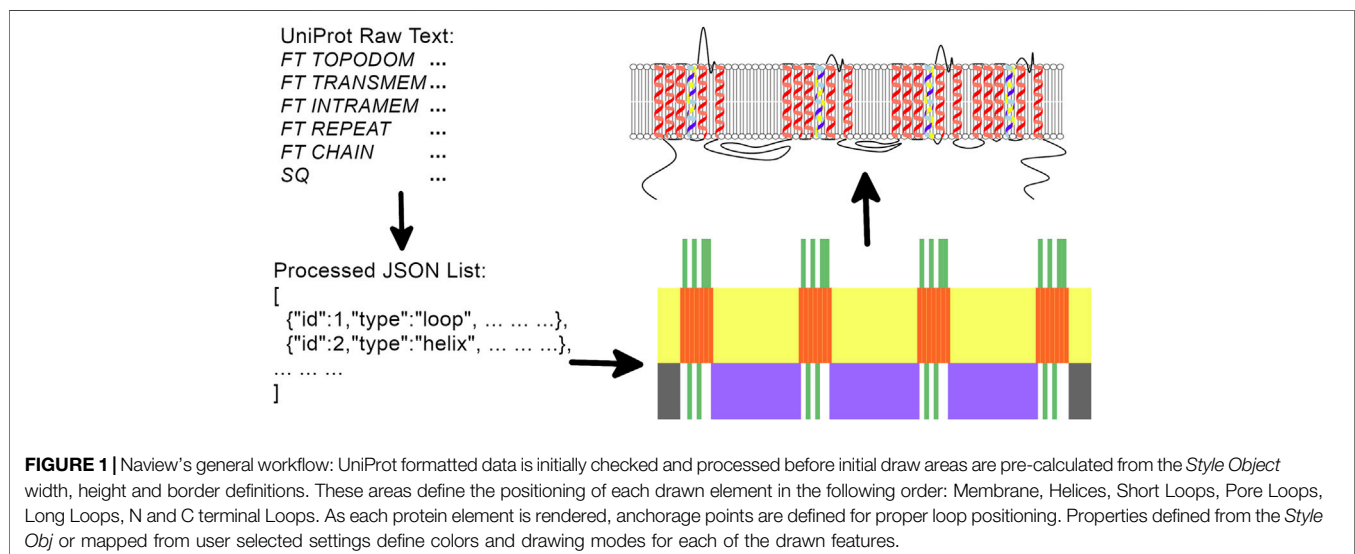 UniProt Raw Text:
FT TOPODOM ...
FT TRANSMEM ...
FT INTRAMEM ...
FT REPEAT ...
FT CHAIN ...
SQ ...
Processed JSON List:
[
{"id":1,"type":"loop", ... ... ...},
{"id":2,"type":"helix", ... ... ...},
... ... ...
]
FIGURE 1 | Naview's general workflow: UniProt formatted data is initially checked and processed before initial draw areas are pre-calculated from the Style Object
width, height and border definitions. These areas define the positioning of each drawn element in the following order: Membrane, Helices, Short Loops, Pore Loops,
Long Loops, N and C terminal Loops. As each protein element is rendered, anchorage points are defined for proper loop positioning. Properties defined from the Style
Obj or mapped from user selected settings define colors and drawing modes for each of the drawn features.